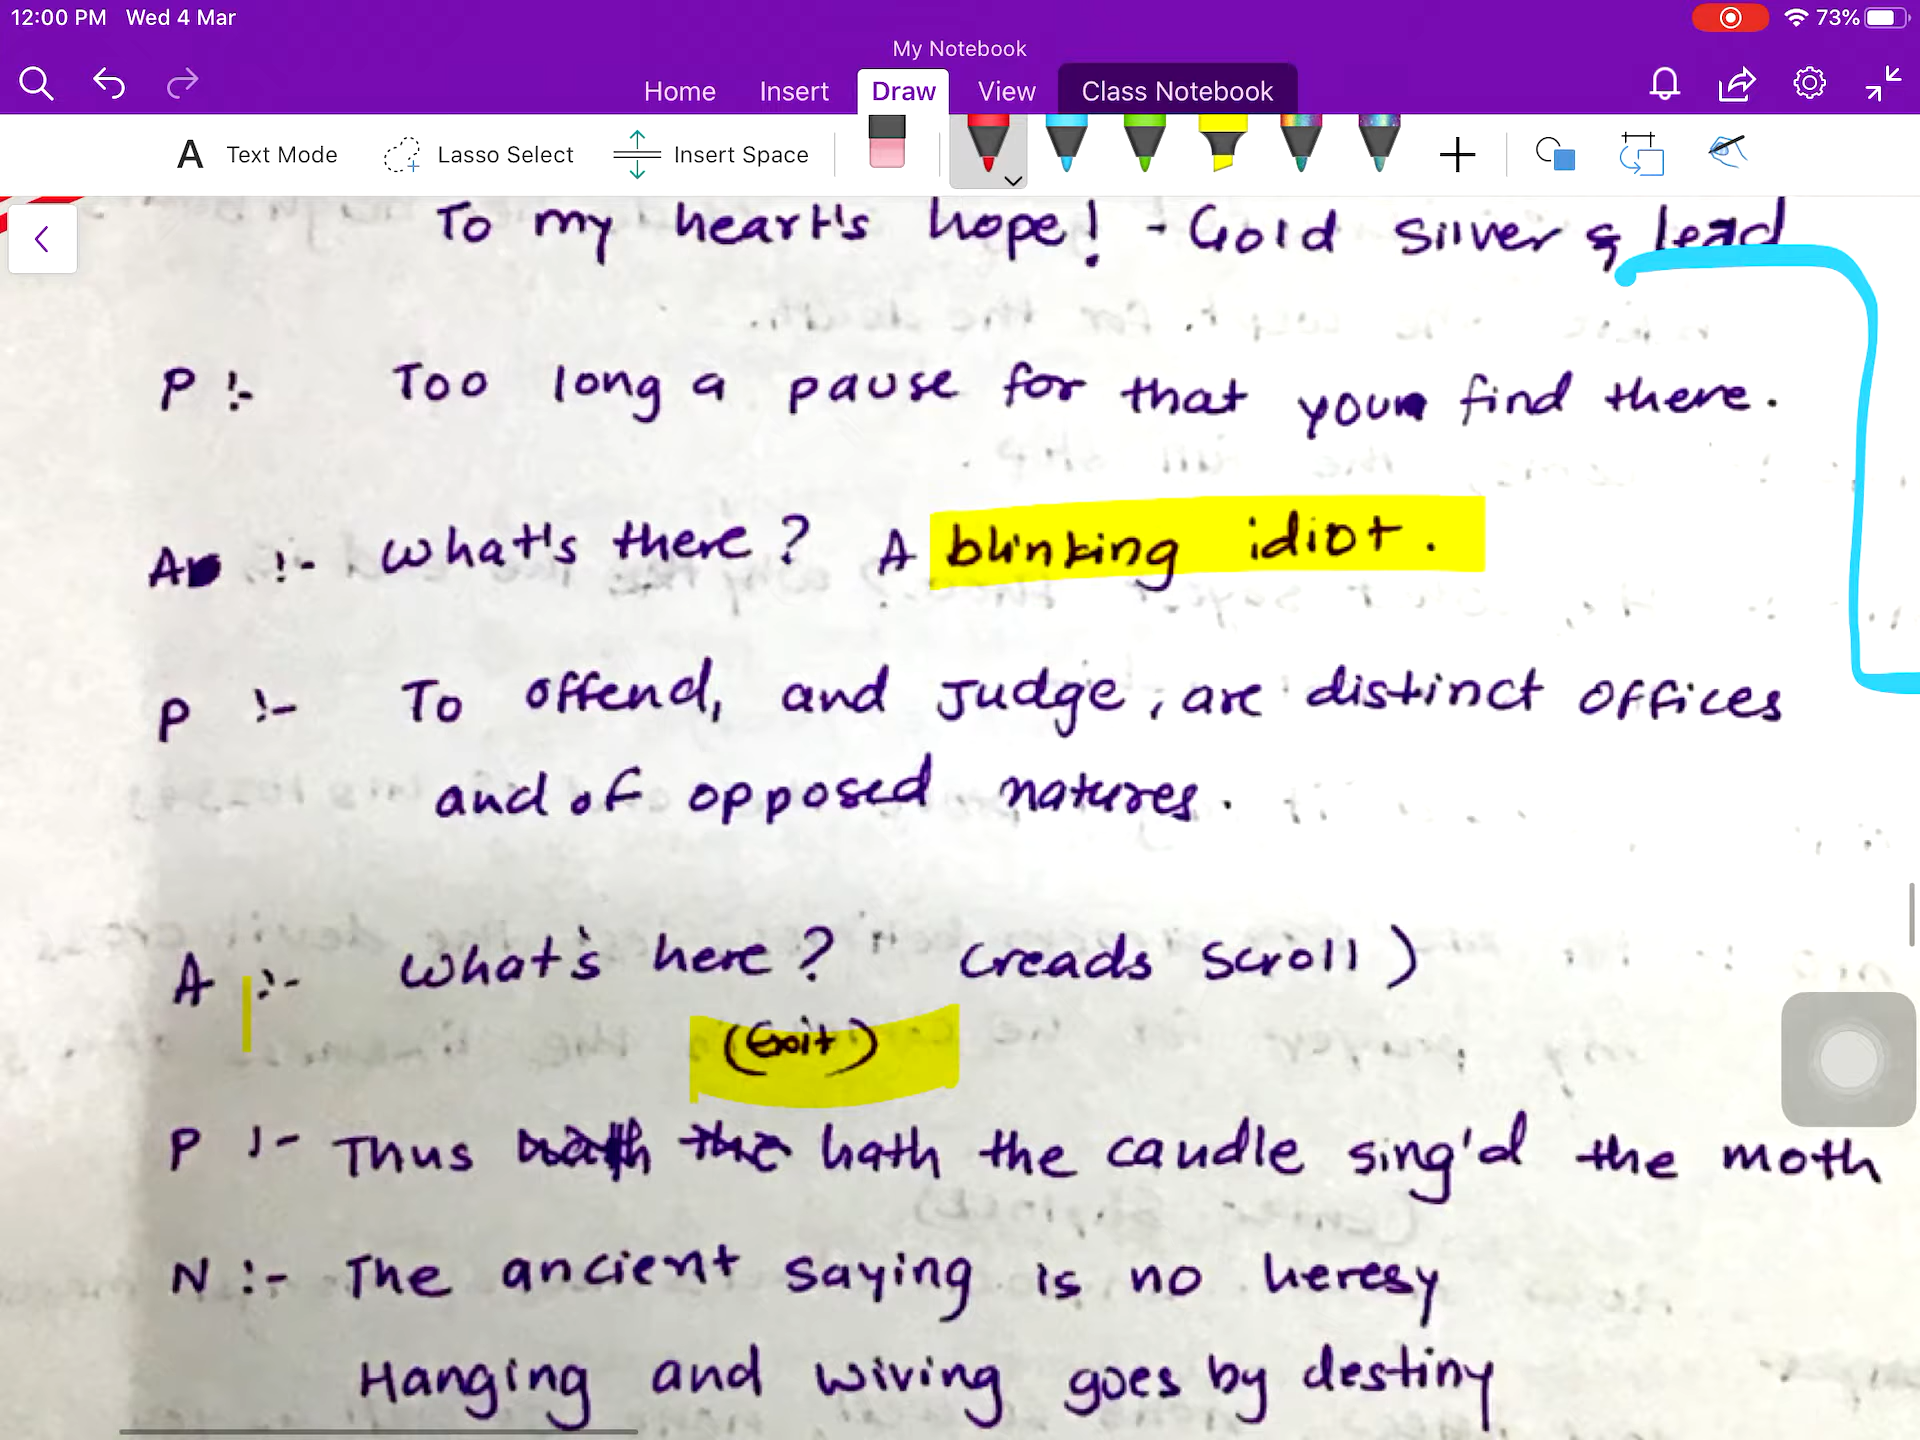 12:00 PM Wed 4 Mar 73%
My Notebook
Home Insert Draw View Class Notebook
A Text Mode Lasso Select Insert Space
To my heart's hope! - Gold silver & lead
P :- Too long a pause for that you find there.
A :- what's there? A blinking idiot.
P :- To offend, and Judge, are distinct offices
and of opposed natures.
A :- what's here? (reads scroll)
(Exit)
P :- Thus hath the candle sing'd the moth
N :- The ancient saying is no heresy
Hanging and wiving goes by destiny